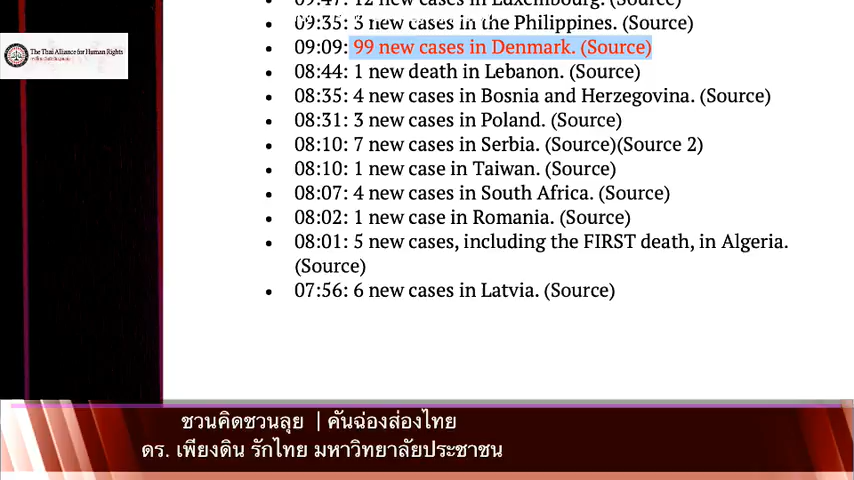 09:47: 12 new cases in Luxembourg. (Source)
09:35: 3 new cases in the Philippines. (Source)
The Thai Alliance for Human Rights
09:09: 99 new cases in Denmark. (Source)
08:44: 1 new death in Lebanon. (Source)
08:35: 4 new cases in Bosnia and Herzegovina. (Source)
08:31: 3 new cases in Poland. (Source)
08:10: 7 new cases in Serbia. (Source)(Source 2)
08:10: 1 new case in Taiwan. (Source)
08:07: 4 new cases in South Africa. (Source)
08:02: 1 new case in Romania. (Source)
08:01: 5 new cases, including the FIRST death, in Algeria.
(Source)
07:56: 6 new cases in Latvia. (Source)
ชวนคิดชวนลุย | คันฉ่องส่องไทย
ดร. เพียงดิน รักไทย มหาวิทยาลัยประชาชน